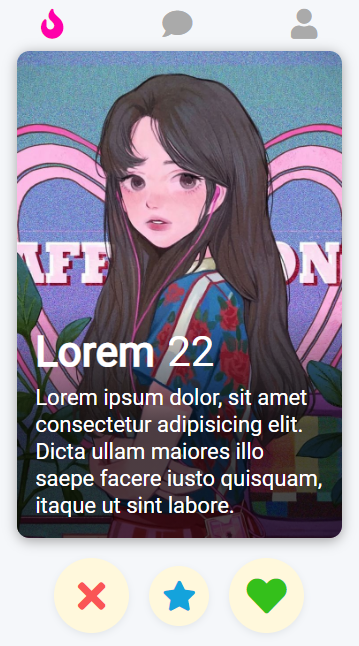 AFF
ON
Lorem 22
Lorem ipsum dolor, sit amet
consectetur adipisicing elit.
Dicta ullam maiores illo
saepe facere iusto quisquam,
itaque ut sint labore.